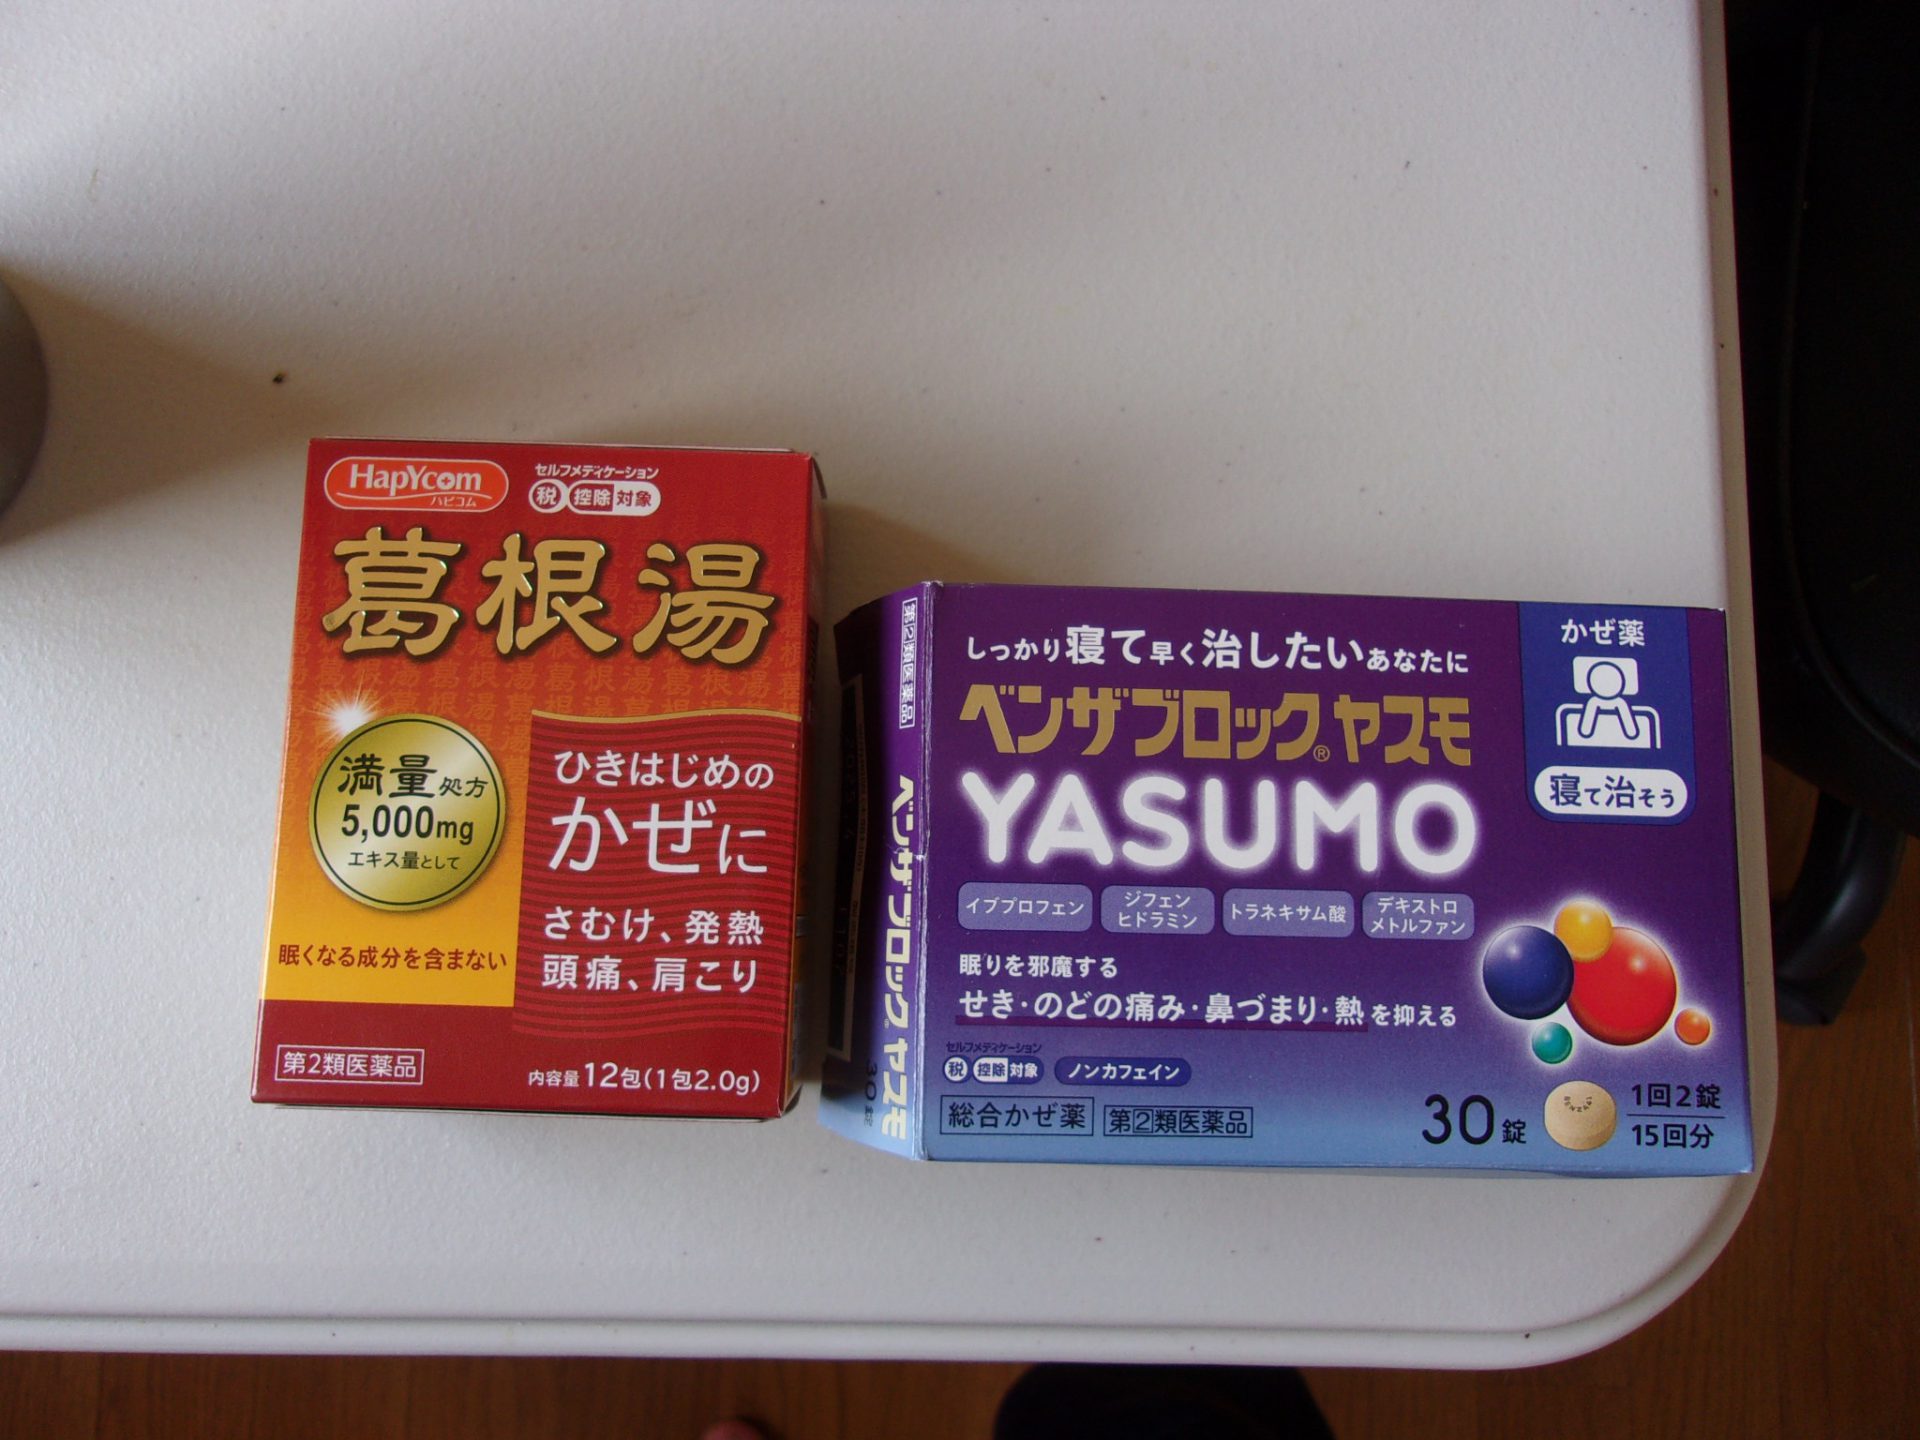 HapYcom
ハピコム
セルフメディケーション
税 控除 対象
葛根湯
満量処方
5,000mg
エキス量として
ひきはじめの
かぜに
さむけ、発熱
頭痛、肩こり
眠くなる成分を含まない
第2類医薬品
内容量 12包(1包2.0g)
第②類医薬品
ベンザブロック®ヤスモ
30錠
しっかり寝て早く治したいあなたに
ベンザブロック®ヤスモ
YASUMO
かぜ薬
寝て治そう
イブプロフェン
ジフェンヒドラミン
トラネキサム酸
デキストロメトルファン
眠りを邪魔する
せき・のどの痛み・鼻づまり・熱を抑える
セルフメディケーション
税 控除 対象
ノンカフェイン
総合かぜ薬
第②類医薬品
30錠
1回2錠
15回分